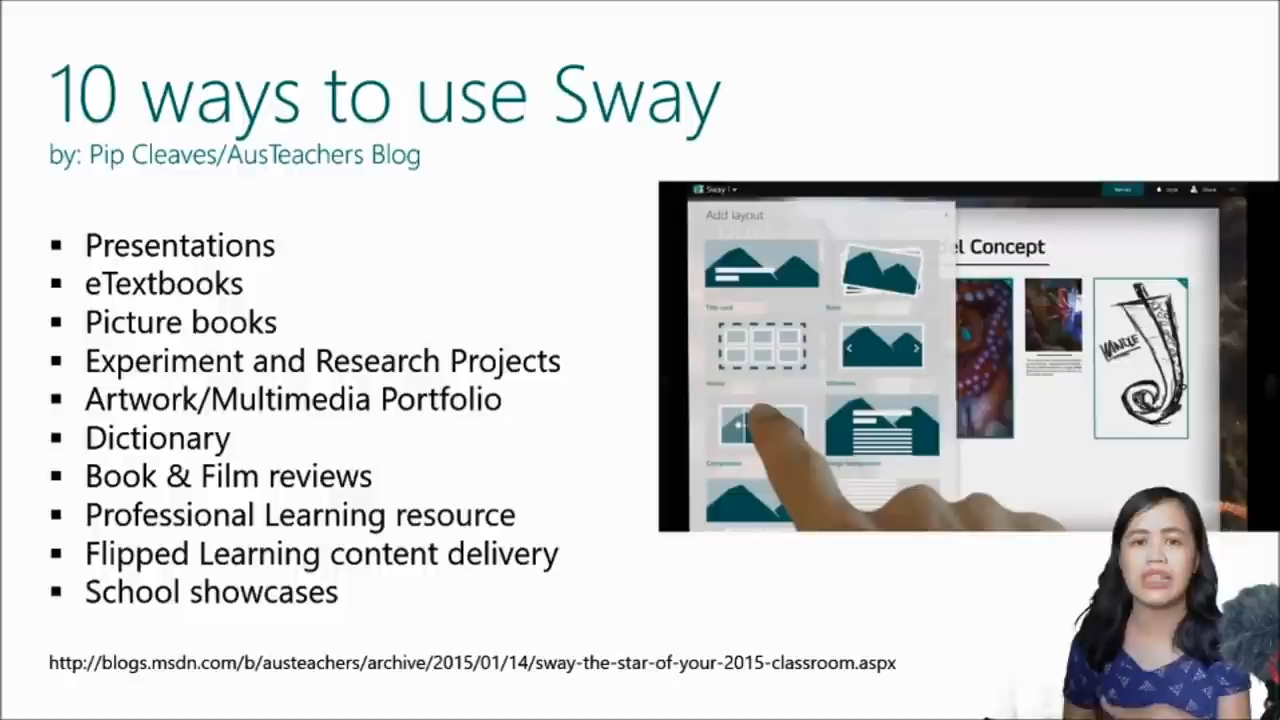 10 ways to use Sway
by: Pip Cleaves/AusTeachers Blog
▪ Presentations
▪ eTextbooks
▪ Picture books
▪ Experiment and Research Projects
▪ Artwork/Multimedia Portfolio
▪ Dictionary
▪ Book & Film reviews
▪ Professional Learning resource
▪ Flipped Learning content delivery
▪ School showcases
http://blogs.msdn.com/b/austeachers/archive/2015/01/14/sway-the-star-of-your-2015-classroom.aspx
Sway
Share
Add layout
Concept